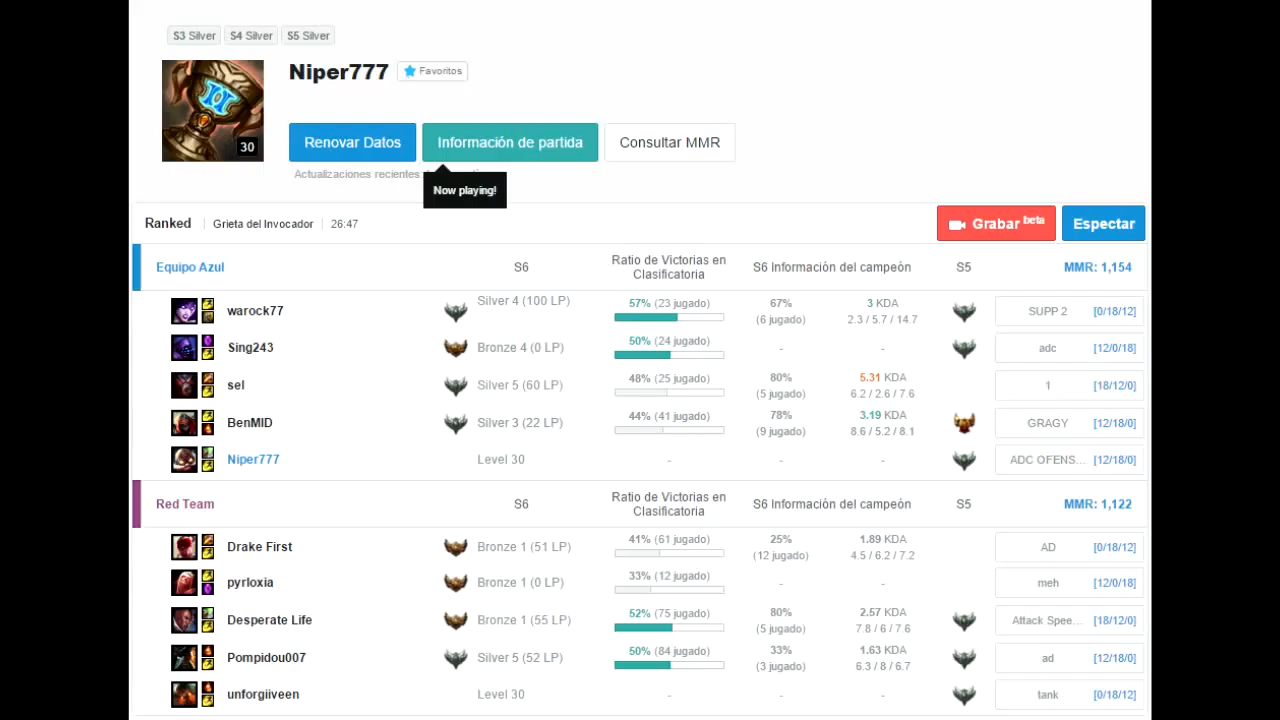 S3 Silver S4 Silver S5 Silver
Niper777 Favoritos
30
Renovar Datos Información de partida Consultar MMR
Actualizaciones recientes:
Now playing!
Ranked Grieta del Invocador 26:47 Grabar beta Espectar
Equipo Azul S6 Ratio de Victorias en Clasificatoria S6 Información del campeón S5 MMR: 1,154
warock77 Silver 4 (100 LP) 57% (23 jugado) 67% (6 jugado) 3 KDA 2.3 / 5.7 / 14.7 SUPP 2 [0/18/12]
Sing243 Bronze 4 (0 LP) 50% (24 jugado) - - adc [12/0/18]
sel Silver 5 (60 LP) 48% (25 jugado) 80% (5 jugado) 5.31 KDA 6.2 / 2.6 / 7.6 1 [18/12/0]
BenMID Silver 3 (22 LP) 44% (41 jugado) 78% (9 jugado) 3.19 KDA 8.6 / 5.2 / 8.1 GRAGY [12/18/0]
Niper777 Level 30 - - - ADC OFENS... [12/18/0]
Red Team S6 Ratio de Victorias en Clasificatoria S6 Información del campeón S5 MMR: 1,122
Drake First Bronze 1 (51 LP) 41% (61 jugado) 25% (12 jugado) 1.89 KDA 4.5 / 6.2 / 7.2 AD [0/18/12]
pyrloxia Bronze 1 (0 LP) 33% (12 jugado) - - meh [12/0/18]
Desperate Life Bronze 1 (55 LP) 52% (75 jugado) 80% (5 jugado) 2.57 KDA 7.8 / 6 / 7.6 Attack Spee... [18/12/0]
Pompidou007 Silver 5 (52 LP) 50% (84 jugado) 33% (3 jugado) 1.63 KDA 6.3 / 8 / 6.7 ad [12/18/0]
unforgiiveen Level 30 - - - tank [0/18/12]